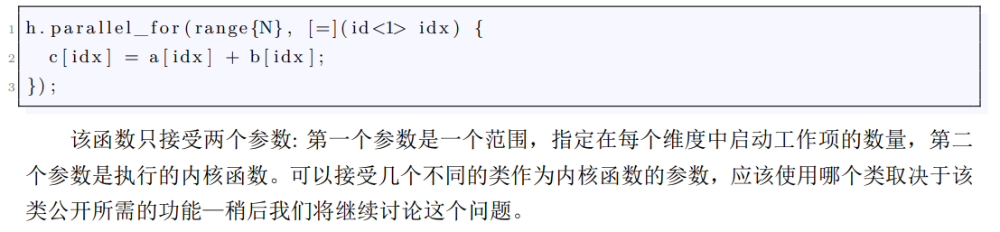 1 h.parallel_for(range{N}, [=](id<1> idx) {
2   c[idx] = a[idx] + b[idx];
3 });
该函数只接受两个参数: 第一个参数是一个范围，指定在每个维度中启动工作项的数量，第二
个参数是执行的内核函数。可以接受几个不同的类作为内核函数的参数，应该使用哪个类取决于该
类公开所需的功能—稍后我们将继续讨论这个问题。